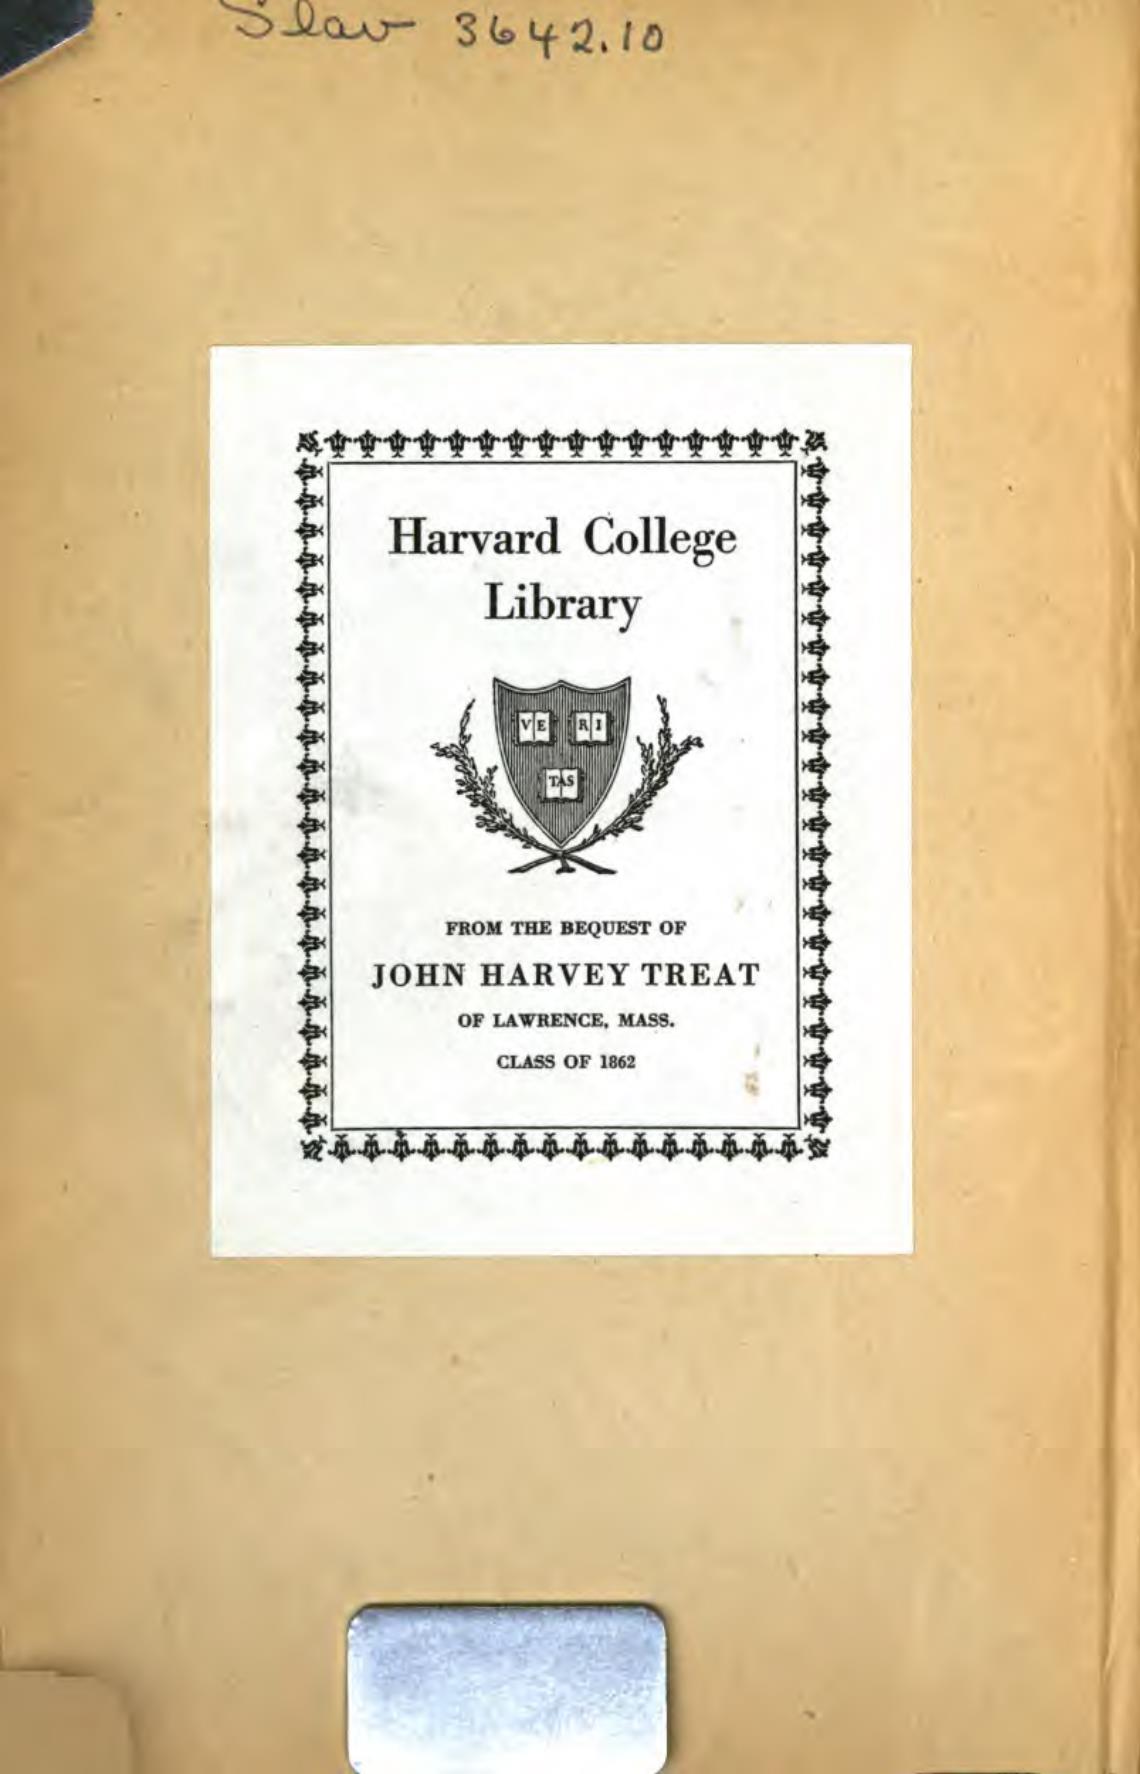 Slav 3642.10
Harvard College
Library
VE RI
TAS
FROM THE BEQUEST OF
JOHN HARVEY TREAT
OF LAWRENCE, MASS.
CLASS OF 1862